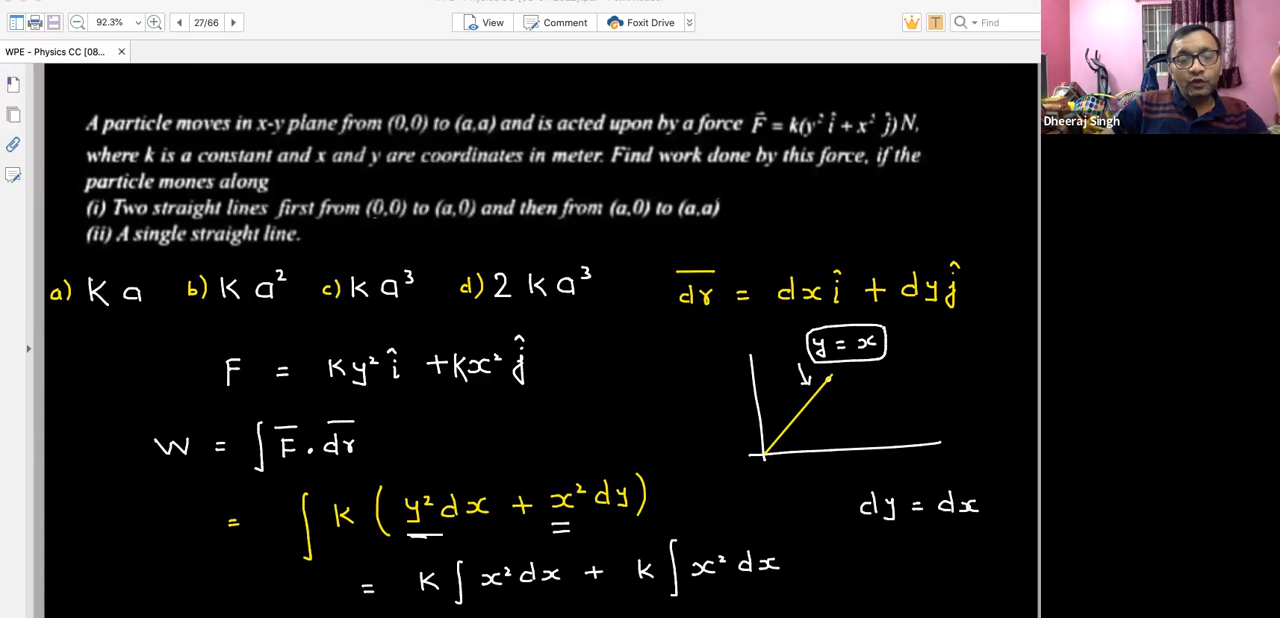 92.3%
27/66
View
Comment
Foxit Drive
Find
WPE - Physics CC [08...
Dheeraj Singh
A particle moves in x-y plane from (0,0) to (a,a) and is acted upon by a force F⃗ = k(y² î + x² ĵ) N,
where k is a constant and x and y are coordinates in meter. Find work done by this force, if the
particle mones along
(i) Two straight lines first from (0,0) to (a,0) and then from (a,0) to (a,a)
(ii) A single straight line.
a) K a b) K a² c) K a³ d) 2 K a³
d̅r̅ = dx î + dy ĵ
y = x
F = K y² î + K x² ĵ
W = ∫ F̅ . d̅r̅
= ∫ K ( y² dx + x² dy )
dy = dx
= K ∫ x² dx + K ∫ x² dx